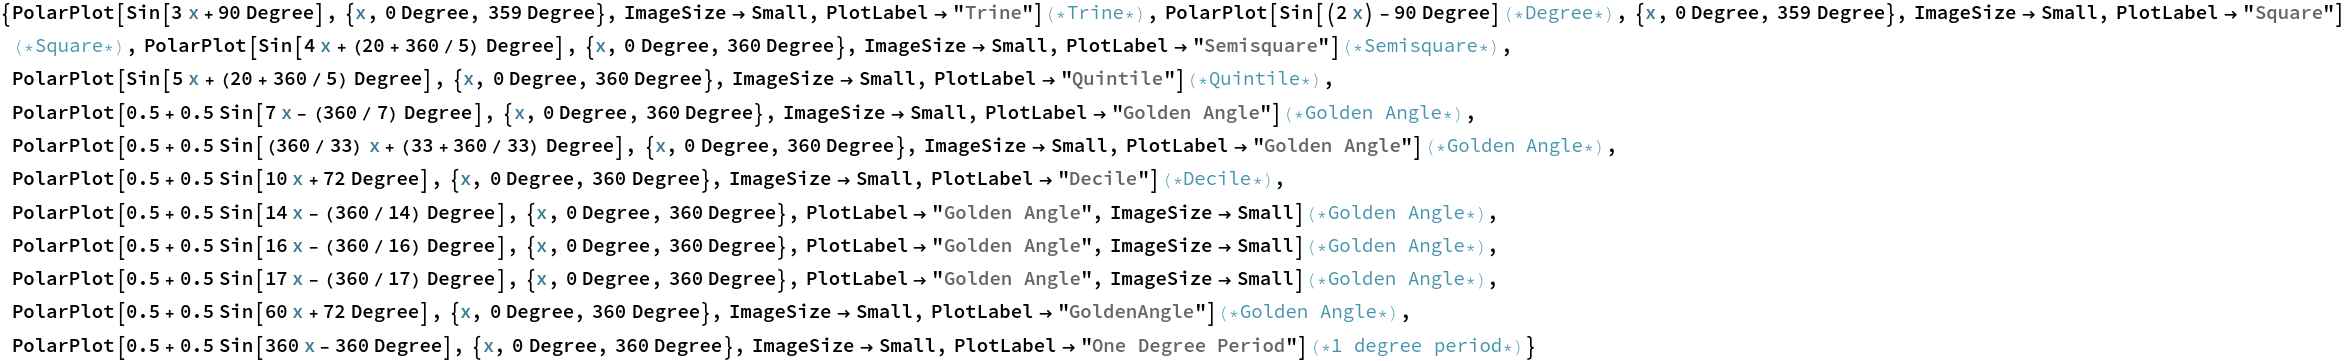 {PolarPlot[Sin[3 x + 90 Degree], {x, 0 Degree, 359 Degree}, ImageSize → Small, PlotLabel → "Trine"](*Trine*), PolarPlot[Sin[(2 x) - 90 Degree](*Degree*), {x, 0 Degree, 359 Degree}, ImageSize → Small, PlotLabel → "Square"]
(*Square*), PolarPlot[Sin[4 x + (20 + 360 / 5) Degree], {x, 0 Degree, 360 Degree}, ImageSize → Small, PlotLabel → "Semisquare"](*Semisquare*),
PolarPlot[Sin[5 x + (20 + 360 / 5) Degree], {x, 0 Degree, 360 Degree}, ImageSize → Small, PlotLabel → "Quintile"](*Quintile*),
PolarPlot[0.5 + 0.5 Sin[7 x - (360 / 7) Degree], {x, 0 Degree, 360 Degree}, ImageSize → Small, PlotLabel → "Golden Angle"](*Golden Angle*),
PolarPlot[0.5 + 0.5 Sin[(360 / 33) x + (33 + 360 / 33) Degree], {x, 0 Degree, 360 Degree}, ImageSize → Small, PlotLabel → "Golden Angle"](*Golden Angle*),
PolarPlot[0.5 + 0.5 Sin[10 x + 72 Degree], {x, 0 Degree, 360 Degree}, ImageSize → Small, PlotLabel → "Decile"](*Decile*),
PolarPlot[0.5 + 0.5 Sin[14 x - (360 / 14) Degree], {x, 0 Degree, 360 Degree}, PlotLabel → "Golden Angle", ImageSize → Small](*Golden Angle*),
PolarPlot[0.5 + 0.5 Sin[16 x - (360 / 16) Degree], {x, 0 Degree, 360 Degree}, PlotLabel → "Golden Angle", ImageSize → Small](*Golden Angle*),
PolarPlot[0.5 + 0.5 Sin[17 x - (360 / 17) Degree], {x, 0 Degree, 360 Degree}, PlotLabel → "Golden Angle", ImageSize → Small](*Golden Angle*),
PolarPlot[0.5 + 0.5 Sin[60 x + 72 Degree], {x, 0 Degree, 360 Degree}, ImageSize → Small, PlotLabel → "GoldenAngle"](*Golden Angle*),
PolarPlot[0.5 + 0.5 Sin[360 x - 360 Degree], {x, 0 Degree, 360 Degree}, ImageSize → Small, PlotLabel → "One Degree Period"](*1 degree period*)}